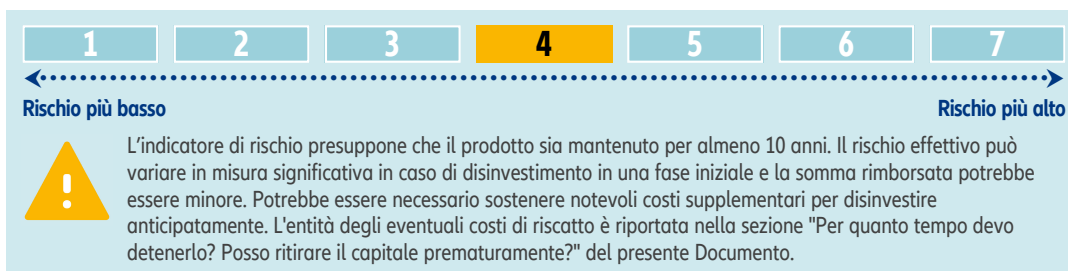 1 2 3 4 5 6 7
Rischio più basso Rischio più alto
L'indicatore di rischio presuppone che il prodotto sia mantenuto per almeno 10 anni. Il rischio effettivo può
variare in misura significativa in caso di disinvestimento in una fase iniziale e la somma rimborsata potrebbe
essere minore. Potrebbe essere necessario sostenere notevoli costi supplementari per disinvestire
anticipatamente. L'entità degli eventuali costi di riscatto è riportata nella sezione "Per quanto tempo devo
detenerlo? Posso ritirare il capitale prematuramente?" del presente Documento.